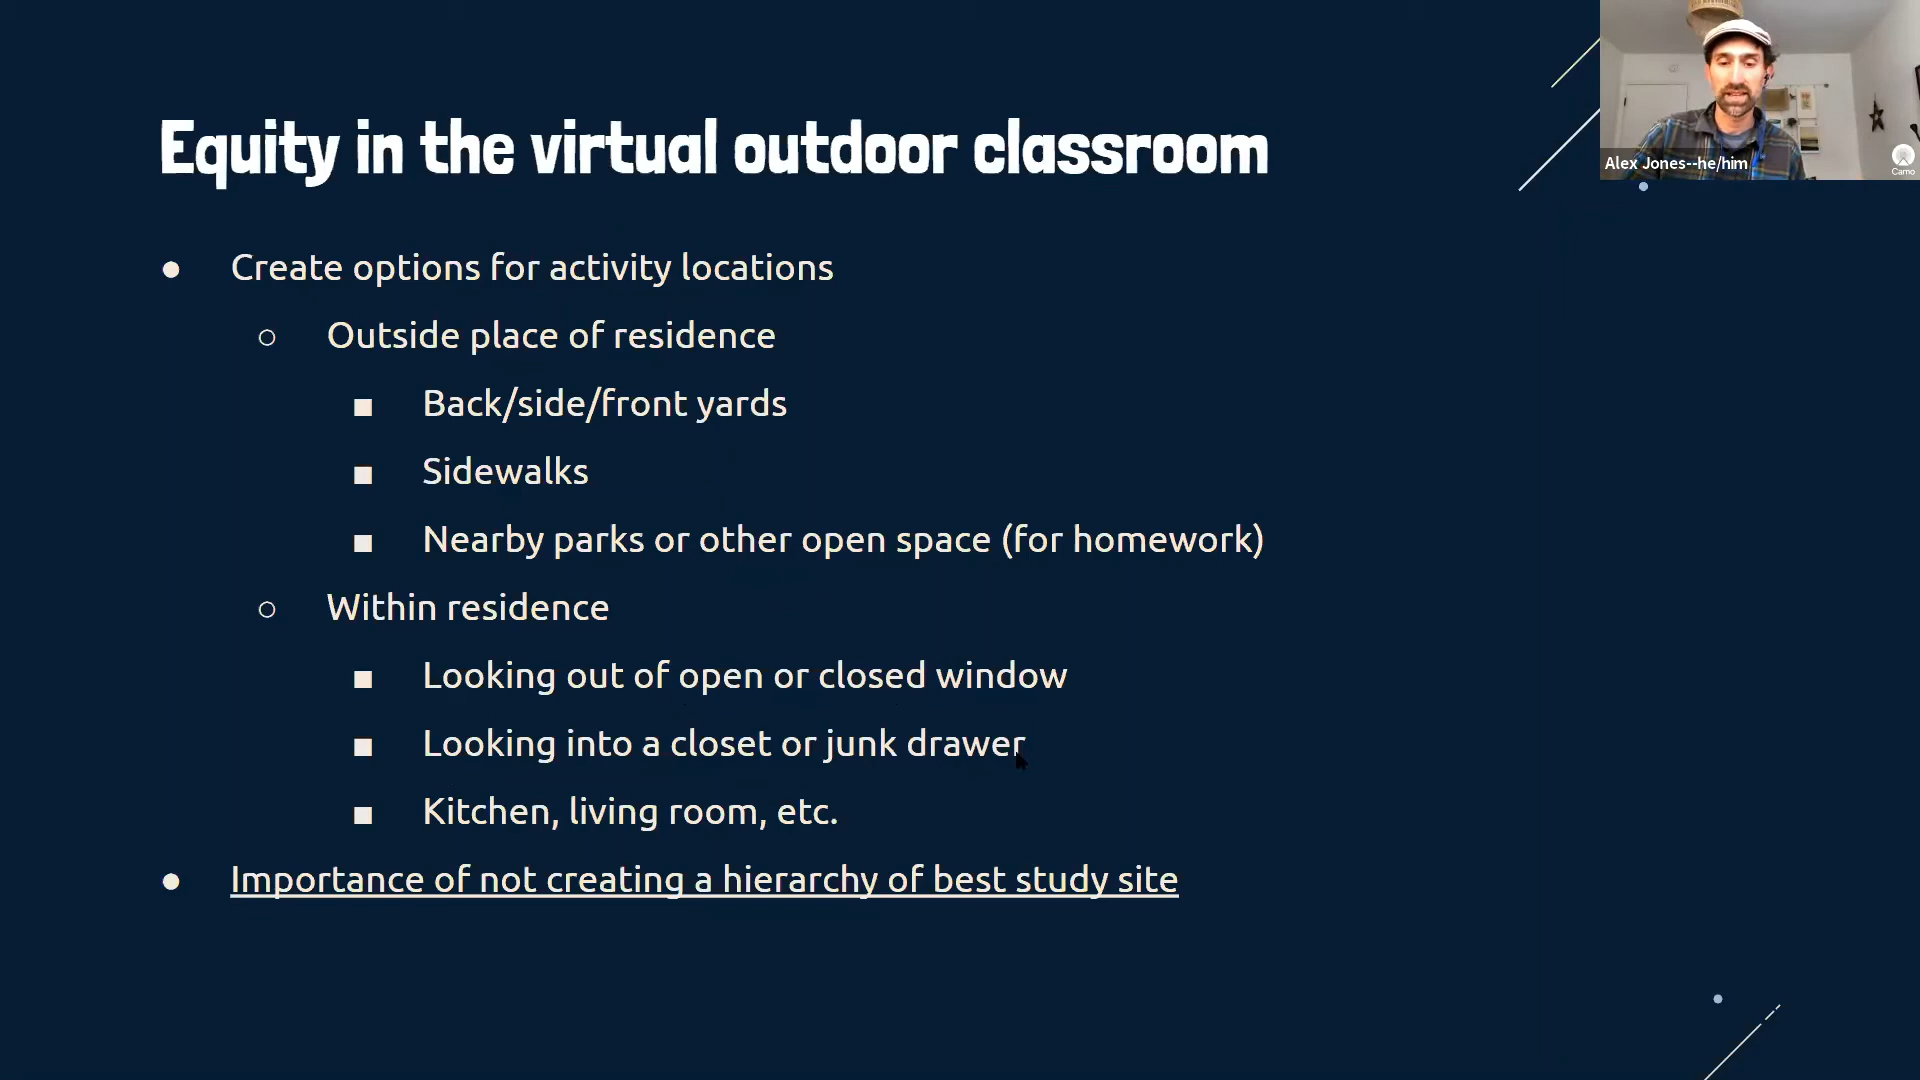 Equity in the virtual outdoor classroom
Alex Jones--he/him
Camo
● Create options for activity locations
○ Outside place of residence
■ Back/side/front yards
■ Sidewalks
■ Nearby parks or other open space (for homework)
○ Within residence
■ Looking out of open or closed window
■ Looking into a closet or junk drawer
■ Kitchen, living room, etc.
● Importance of not creating a hierarchy of best study site